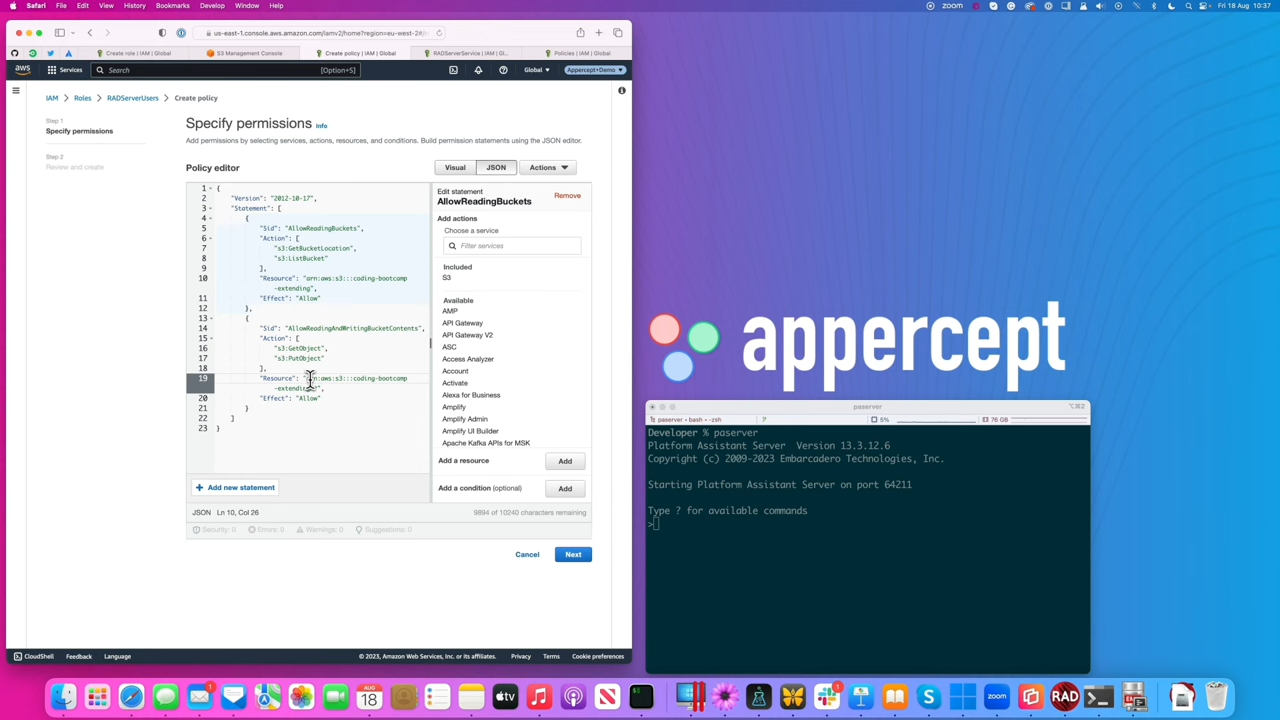 Safari File Edit View History Bookmarks Develop Window Help
zoom
Fri 18 Aug 10:37
us-east-1.console.aws.amazon.com/iamv2/home?region=eu-west-2#/
Create role | IAM | Global
S3 Management Console
Create policy | IAM | Global
RADServerService | IAM | Gl...
Policies | IAM | Global
aws
Services
Search
[Option+S]
Global
Appercept+Demo
IAM > Roles > RADServerUsers > Create policy
Step 1
Specify permissions
Step 2
Review and create
Specify permissions Info
Add permissions by selecting services, actions, resources, and conditions. Build permission statements using the JSON editor.
Policy editor
Visual
JSON
Actions
1 {
2 "Version": "2012-10-17",
3 "Statement": [
4 {
5 "Sid": "AllowReadingBuckets",
6 "Action": [
7 "s3:GetBucketLocation",
8 "s3:ListBucket"
9 ],
10 "Resource": "arn:aws:s3:::coding-bootcamp
-extending",
11 "Effect": "Allow"
12 },
13 {
14 "Sid": "AllowReadingAndWritingBucketContents",
15 "Action": [
16 "s3:GetObject",
17 "s3:PutObject"
18 ],
19 "Resource": "arn:aws:s3:::coding-bootcamp
20 "Effect": "Allow"
21 }
22 ]
23 }
Add new statement
JSON Ln 10, Col 26
9894 of 10240 characters remaining
Security: 0 Errors: 0 Warnings: 0 Suggestions: 0
Cancel
Next
Edit statement
Remove
AllowReadingBuckets
Add actions
Choose a service
Filter services
Included
S3
Available
AMP
API Gateway
API Gateway V2
ASC
Access Analyzer
Account
Activate
Alexa for Business
Amplify
Amplify Admin
Amplify UI Builder
Apache Kafka APIs for MSK
Add a resource
Add
Add a condition (optional)
Add
CloudShell Feedback Language
© 2023, Amazon Web Services, Inc. or its affiliates. Privacy Terms Cookie preferences
appercept
paserver
⌥⌘2
paserver • bash • -zsh
5%
76 GB
Developer % paserver
Platform Assistant Server Version 13.3.12.6
Copyright (c) 2009-2023 Embarcadero Technologies, Inc.
Starting Platform Assistant Server on port 64211
Type ? for available commands
>
AUG
18
tv
zoom
RAD